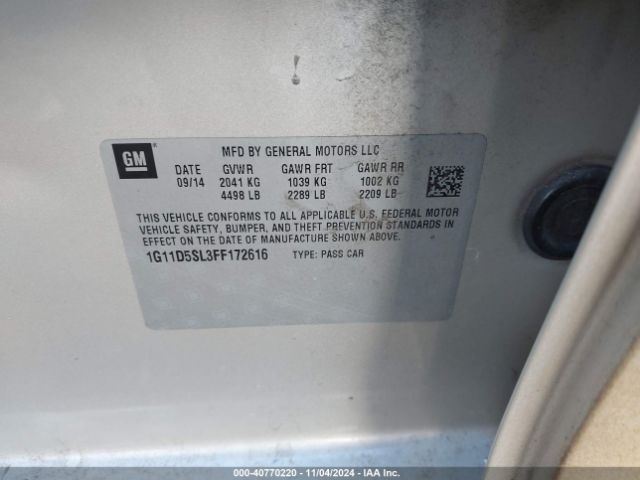 GM
MFD BY GENERAL MOTORS LLC
DATE GVWR GAWR FRT GAWR RR
09/14 2041 KG 1039 KG 1002 KG
4498 LB 2289 LB 2209 LB
THIS VEHICLE CONFORMS TO ALL APPLICABLE U.S. FEDERAL MOTOR
VEHICLE SAFETY, BUMPER, AND THEFT PREVENTION STANDARDS IN
EFFECT ON THE DATE OF MANUFACTURE SHOWN ABOVE.
1G11D5SL3FF172616 TYPE: PASS CAR
000-40770220 - 11/04/2024 - IAA Inc.